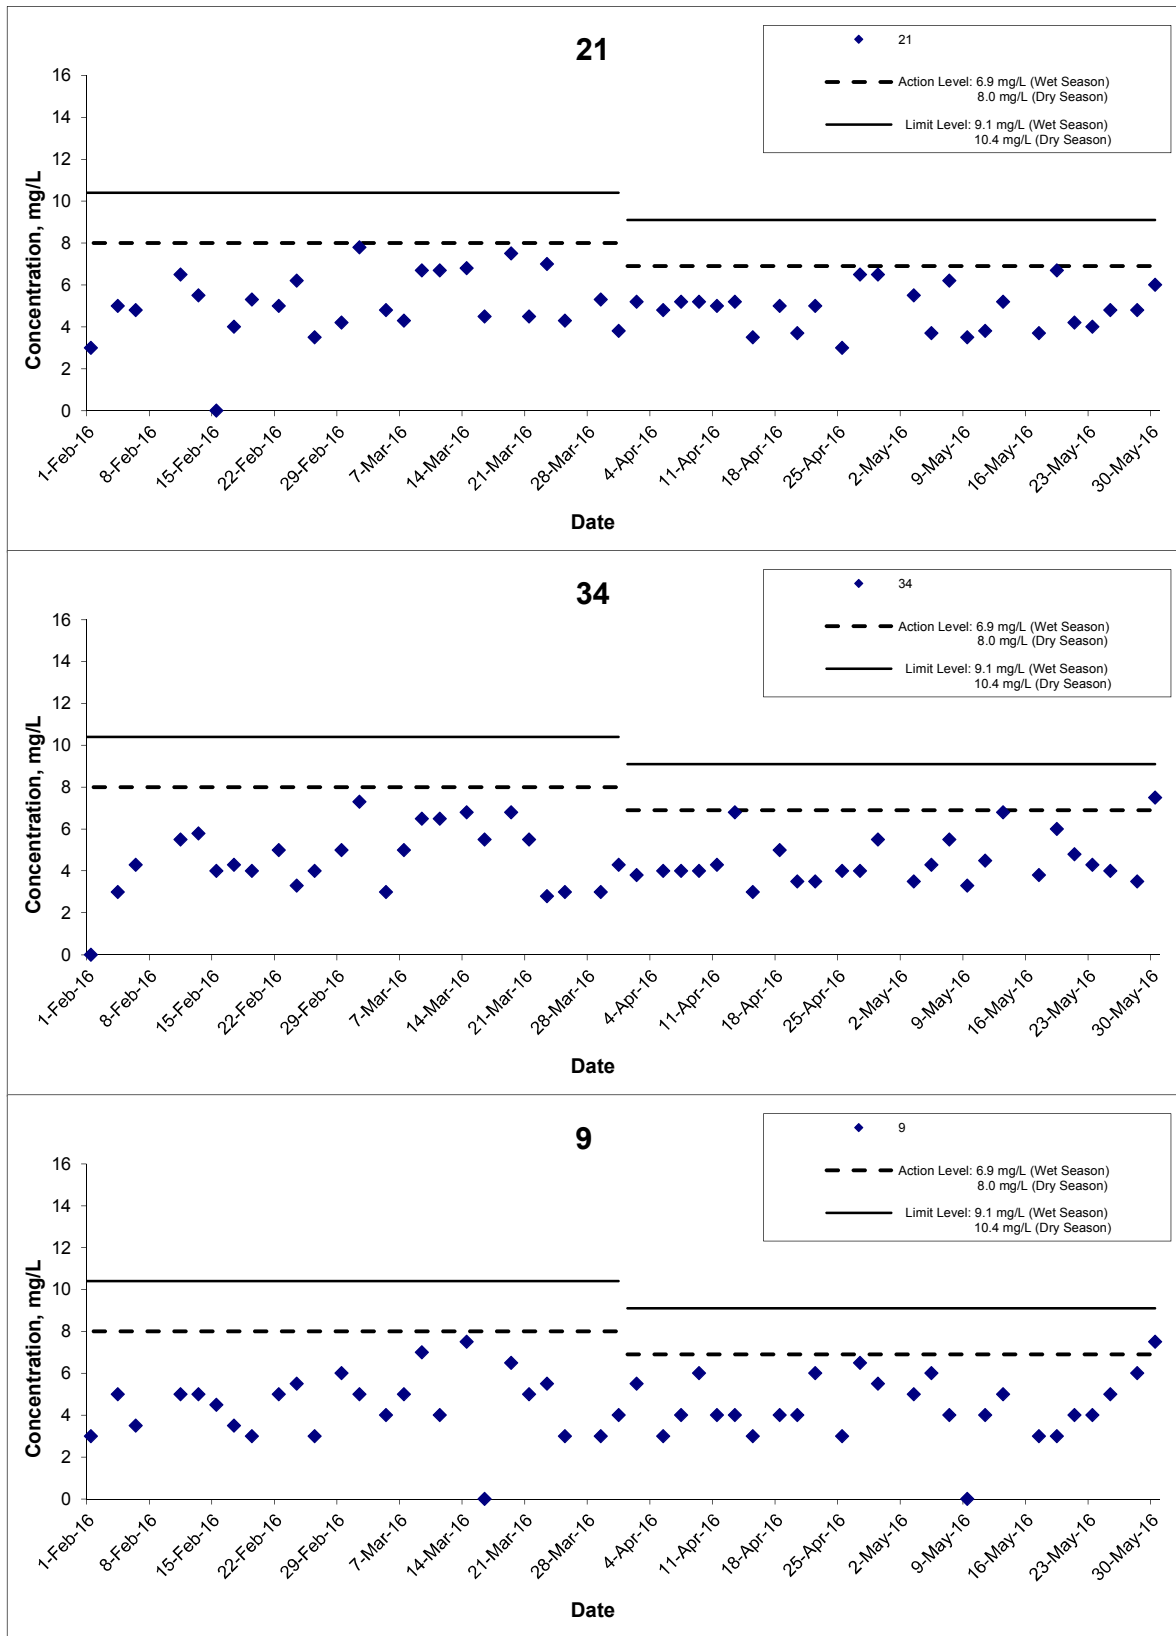 21
21
Action Level: 6.9 mg/L (Wet Season)
8.0 mg/L (Dry Season)
Limit Level: 9.1 mg/L (Wet Season)
10.4 mg/L (Dry Season)
Concentration, mg/L
16
14
12
10
8
6
4
2
0
1-Feb-16
8-Feb-16
15-Feb-16
22-Feb-16
29-Feb-16
7-Mar-16
14-Mar-16
21-Mar-16
28-Mar-16
4-Apr-16
11-Apr-16
18-Apr-16
25-Apr-16
2-May-16
9-May-16
16-May-16
23-May-16
30-May-16
Date
34
34
Action Level: 6.9 mg/L (Wet Season)
8.0 mg/L (Dry Season)
Limit Level: 9.1 mg/L (Wet Season)
10.4 mg/L (Dry Season)
Concentration, mg/L
16
14
12
10
8
6
4
2
0
1-Feb-16
8-Feb-16
15-Feb-16
22-Feb-16
29-Feb-16
7-Mar-16
14-Mar-16
21-Mar-16
28-Mar-16
4-Apr-16
11-Apr-16
18-Apr-16
25-Apr-16
2-May-16
9-May-16
16-May-16
23-May-16
30-May-16
Date
9
9
Action Level: 6.9 mg/L (Wet Season)
8.0 mg/L (Dry Season)
Limit Level: 9.1 mg/L (Wet Season)
10.4 mg/L (Dry Season)
Concentration, mg/L
16
14
12
10
8
6
4
2
0
1-Feb-16
8-Feb-16
15-Feb-16
22-Feb-16
29-Feb-16
7-Mar-16
14-Mar-16
21-Mar-16
28-Mar-16
4-Apr-16
11-Apr-16
18-Apr-16
25-Apr-16
2-May-16
9-May-16
16-May-16
23-May-16
30-May-16
Date